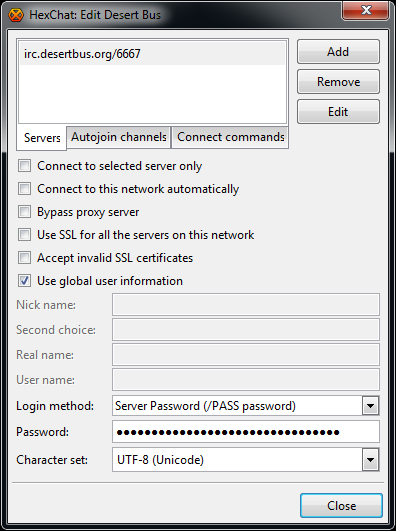 HexChat: Edit Desert Bus
irc.desertbus.org/6667
Add
Remove
Edit
Servers Autojoin channels Connect commands
Connect to selected server only
Connect to this network automatically
Bypass proxy server
Use SSL for all the servers on this network
Accept invalid SSL certificates
Use global user information
Nick name:
Second choice:
Real name:
User name:
Login method: Server Password (/PASS password)
Password: ●●●●●●●●●●●●●●●●●●●●●●●●●●●●●●●●
Character set: UTF-8 (Unicode)
Close